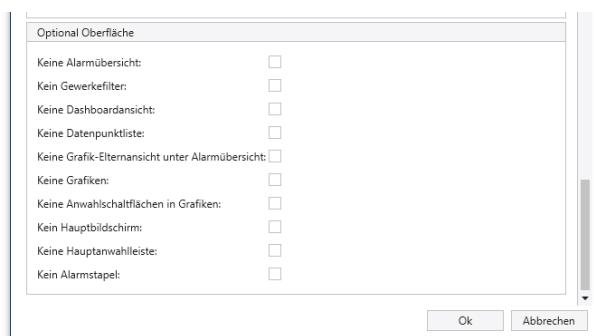 Optional Oberfläche
Keine Alarmübersicht:
Kein Gewerkefilter:
Keine Dashboardansicht:
Keine Datenpunktliste:
Keine Grafik-Elternansicht unter Alarmübersicht:
Keine Grafiken:
Keine Anwahlschaltflächen in Grafiken:
Kein Hauptbildschirm:
Keine Hauptanwahlleiste:
Kein Alarmstapel:
Ok Abbrechen